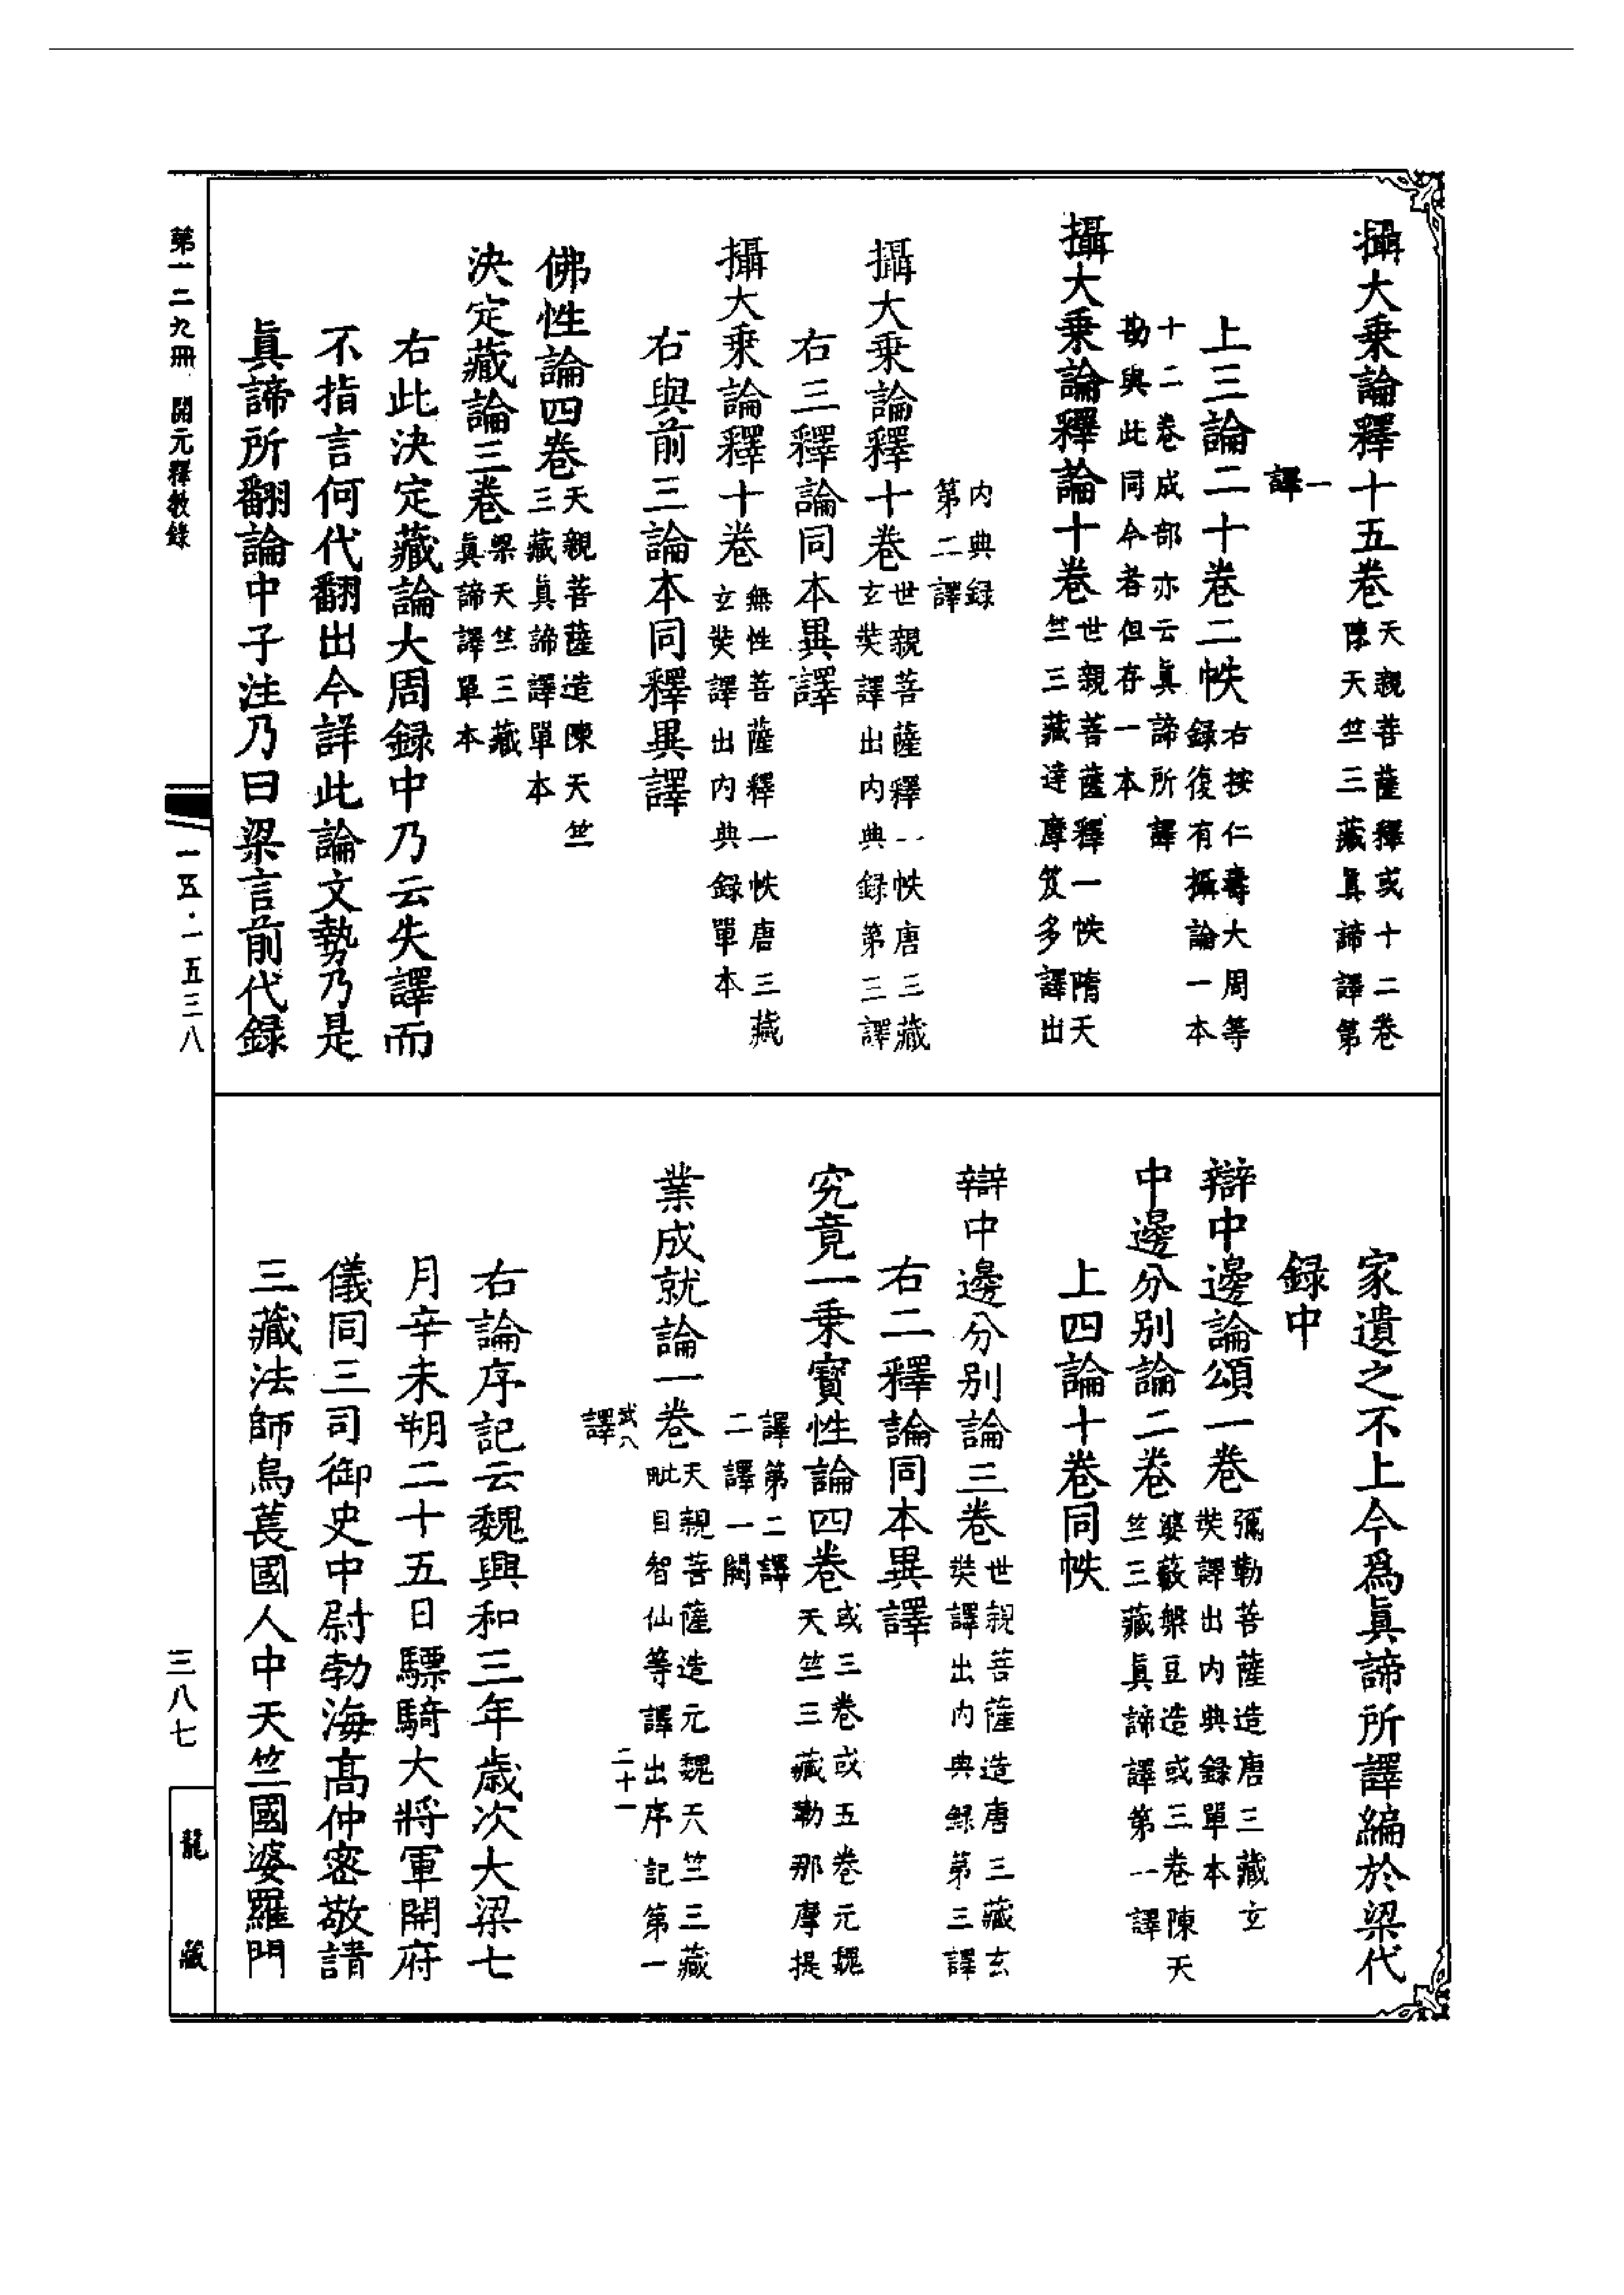 攝大乘論釋十五卷天親菩薩釋或十二卷陳天竺三藏真諦譯第
一譯
上三論二十卷二帙右按仁壽大周等錄復有攝論一本
十二卷成部亦云真諦所譯勘與此同今者但存一本
攝大乘論釋論十卷世親菩薩釋一帙隋天竺三藏達摩笈多譯出
内典録第二譯
攝大乘論釋十卷世親菩薩釋一帙唐三藏玄奘譯出内典録第三譯
右三釋論同本異譯
攝大乘論釋十卷無性菩薩釋一帙唐三藏玄奘譯出内典録單本
右與前三論本同釋異譯
佛性論四卷天親菩薩造陳天竺三藏真諦譯單本
決定藏論三卷梁天竺三藏真諦譯單本
右此決定藏論大周録中乃云失譯而
不指言何代翻出今詳此論文勢乃是
眞諦所翻論中子注乃曰梁言前代録
家遺之不上今爲眞諦所譯編於梁代
録中
辯中邊論頌一卷彌勒菩薩造唐三藏玄奘譯出内典録單本
中邊分別論二卷婆藪槃豆造或三卷陳天竺三藏真諦譯第一譯
上四論十卷同帙
辯中邊分別論三卷世親菩薩造唐三藏玄奘譯出内典録第三譯
右二釋論同本異譯
究竟一乘寳性論四卷或三卷或五卷元魏天竺三藏勒那摩提
譯第二譯二譯一闕
業成就論一卷天親菩薩造元魏天竺三藏毗目智仙等譯出序記第一
譯
武八
二十一
右論序記云魏興和三年歳次大梁七
月辛未朔二十五日驃騎大將軍開府
儀同三司御史中尉勃海高仲密敬請
三藏法師烏萇國人中天竺國婆羅門
第一二九冊 開元釋教錄
一五·一五三八
三八七
龍藏